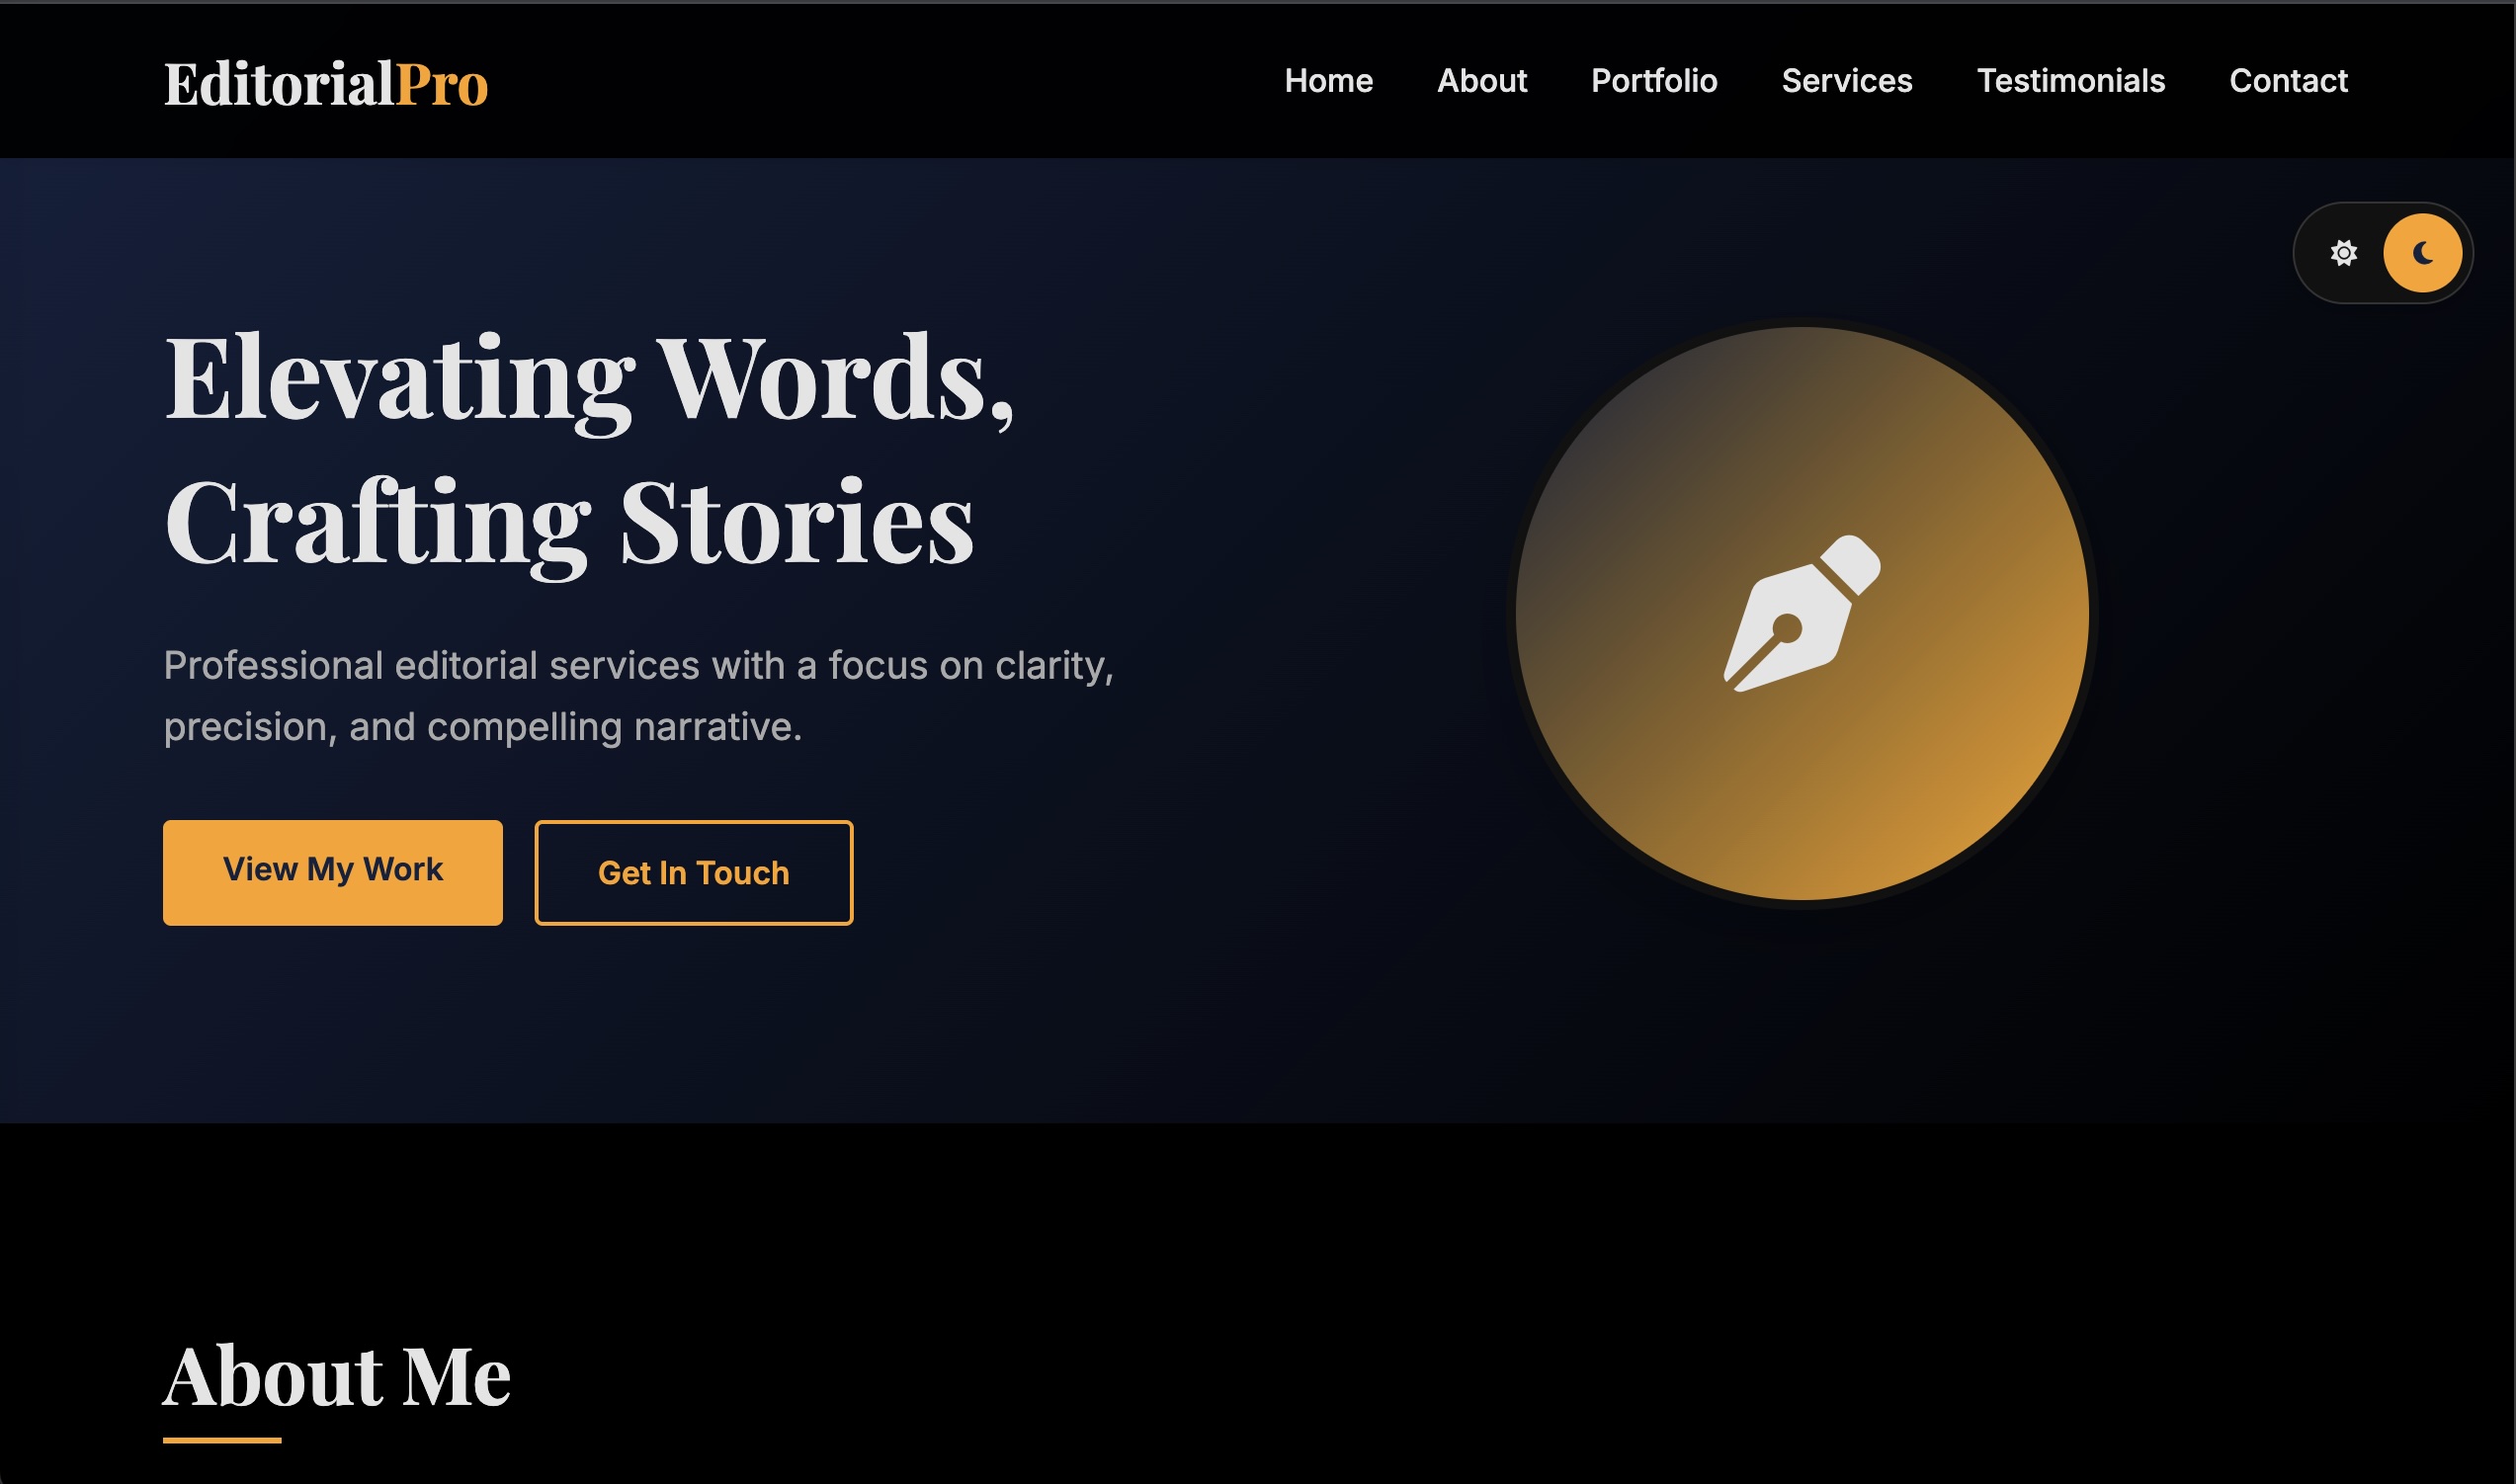 EditorialPro
Home About Portfolio Services Testimonials Contact
Elevating Words,
Crafting Stories
Professional editorial services with a focus on clarity,
precision, and compelling narrative.
View My Work Get In Touch
About Me